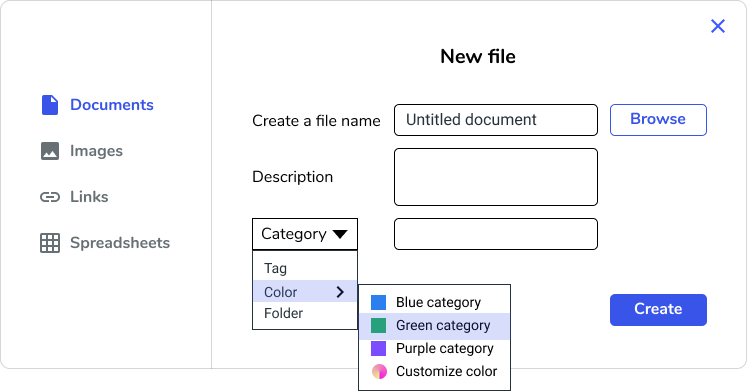 New file
Documents
Images
Links
Spreadsheets
Create a file name
Untitled document
Browse
Description
Category
Tag
Color
Folder
Blue category
Green category
Purple category
Customize color
Create